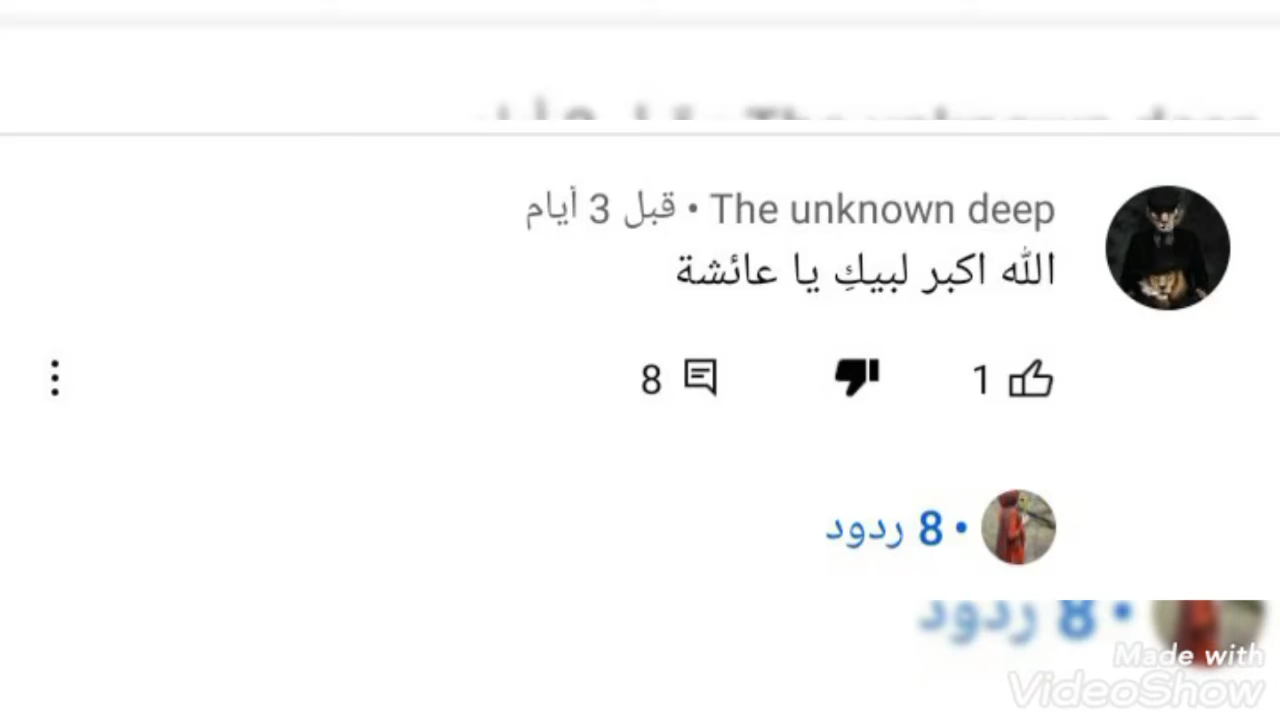 The unknown deep • قبل 3 أيام
الله اكبر لبيكِ يا عائشة
1 8
• 8 ردود
• 8 ردود
Made with
VideoShow